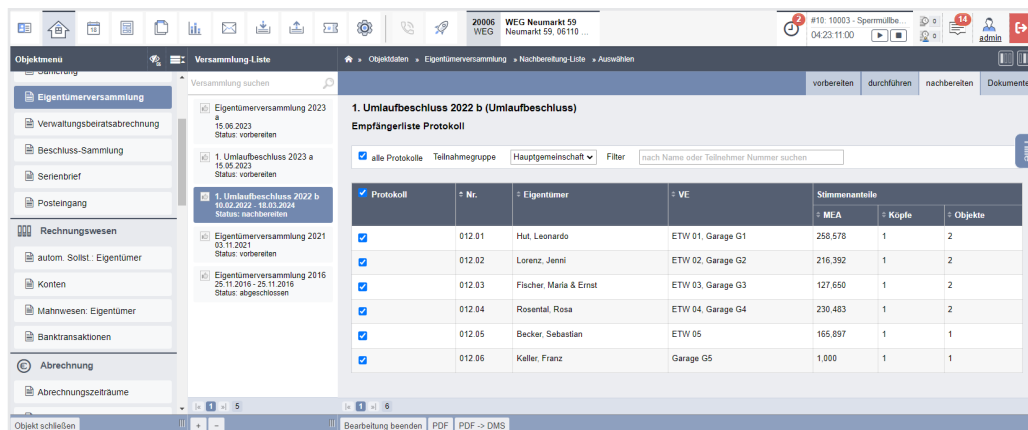 18
20006 WEG
WEG Neumarkt 59
Neumarkt 59, 06110 ...
2
#10: 10003 - Sperrmüllbe...
04:23 11:00
0
0
14
admin
Objektmenü
Versammlung-Liste
» Objektdaten » Eigentümerversammlung » Nachbereitung-Liste » Auswählen
Sanierung
Eigentümerversammlung
Verwaltungsbeiratsabrechnung
Beschluss-Sammlung
Serienbrief
Posteingang
Rechnungswesen
autom. Sollst.: Eigentümer
Konten
Mahnwesen: Eigentümer
Banktransaktionen
Abrechnung
Abrechnungszeiträume
Versammlung suchen
Eigentümerversammlung 2023
a
15.06.2023
Status: vorbereiten
1. Umlaufbeschluss 2023 a
15.05.2023
Status: vorbereiten
1. Umlaufbeschluss 2022 b
10.02.2022 - 18.03.2024
Status: nachbereiten
Eigentümerversammlung 2021
03.11.2021
Status: vorbereiten
Eigentümerversammlung 2016
25.11.2016 - 25.11.2016
Status: abgeschlossen
vorbereiten durchführen nachbereiten Dokumente
1. Umlaufbeschluss 2022 b (Umlaufbeschluss)
Empfängerliste Protokoll
alle Protokolle Teilnahmegruppe Hauptgemeinschaft Filter nach Name oder Teilnehmer Nummer suchen
Protokoll Nr. Eigentümer VE Stimmenanteile
MEA Köpfe Objekte
012.01 Hut, Leonardo ETW 01, Garage G1 258,578 1 2
012.02 Lorenz, Jenni ETW 02, Garage G2 216,392 1 2
012.03 Fischer, Maria & Ernst ETW 03, Garage G3 127,650 1 2
012.04 Rosental, Rosa ETW 04, Garage G4 230,483 1 2
012.05 Becker, Sebastian ETW 05 165,897 1 1
012.06 Keller, Franz Garage G5 1,000 1 1
1 5
1 6
Objekt schließen
+ −
Bearbeitung beenden PDF PDF -> DMS